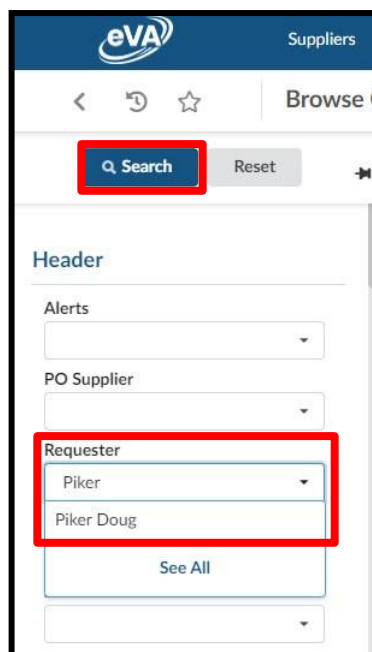 eVA
Suppliers
Browse
Search
Reset
Header
Alerts
PO Supplier
Requester
Piker
Piker Doug
See All